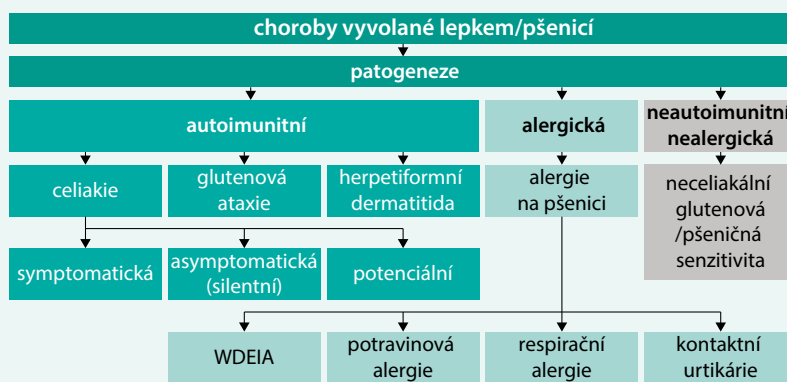 choroby vyvolané lepkem/pšenicí
patogeneze
autoimunitní
alergická
neautoimunitní
nealergická
celiakie
glutenová
ataxie
herpetiformní
dermatitida
alergie
na pšenici
neceliakální
glutenová
/pšeničná
senzitivita
symptomatická
asymptomatická
(silentní)
potenciální
WDEIA
potravinová
alergie
respirační
alergie
kontaktní
urtikárie